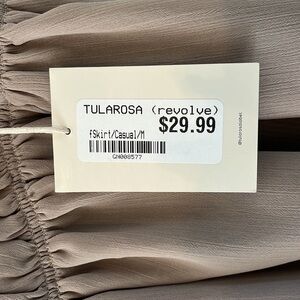 TULAROSA (revolve)
$29.99
fSkirt/Casual/M
GN008577